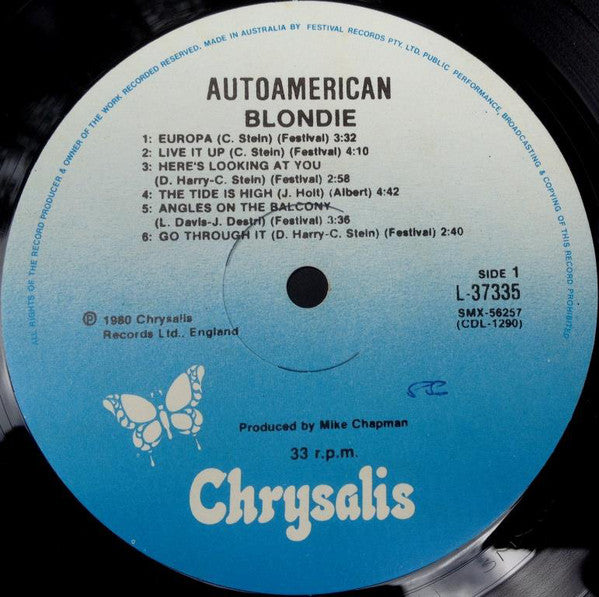 ALL RIGHTS OF THE RECORD PRODUCER & OWNER OF THE WORK RECORDED RESERVED. MADE IN AUSTRALIA BY FESTIVAL RECORDS PTY. LTD. PUBLIC PERFORMANCE, BROADCASTING & COPYING OF THIS RECORD PROHIBITED
AUTOAMERICAN
BLONDIE
1: EUROPA (C. Stein) (Festival) 3:32
2: LIVE IT UP (C. Stein) (Festival) 4:10
3: HERE'S LOOKING AT YOU
(D. Harry-C. Stein) (Festival) 2:58
4: THE TIDE IS HIGH (J. Holt) (Albert) 4:42
5: ANGLES ON THE BALCONY
(L. Davis-J. Destri) (Festival) 3:36
6: GO THROUGH IT (D. Harry-C. Stein) (Festival) 2:40
SIDE 1
L-37335
SMX-56257
(CDL-1290)
℗ 1980 Chrysalis
Records Ltd., England
Produced by Mike Chapman
33 r.p.m.
Chrysalis